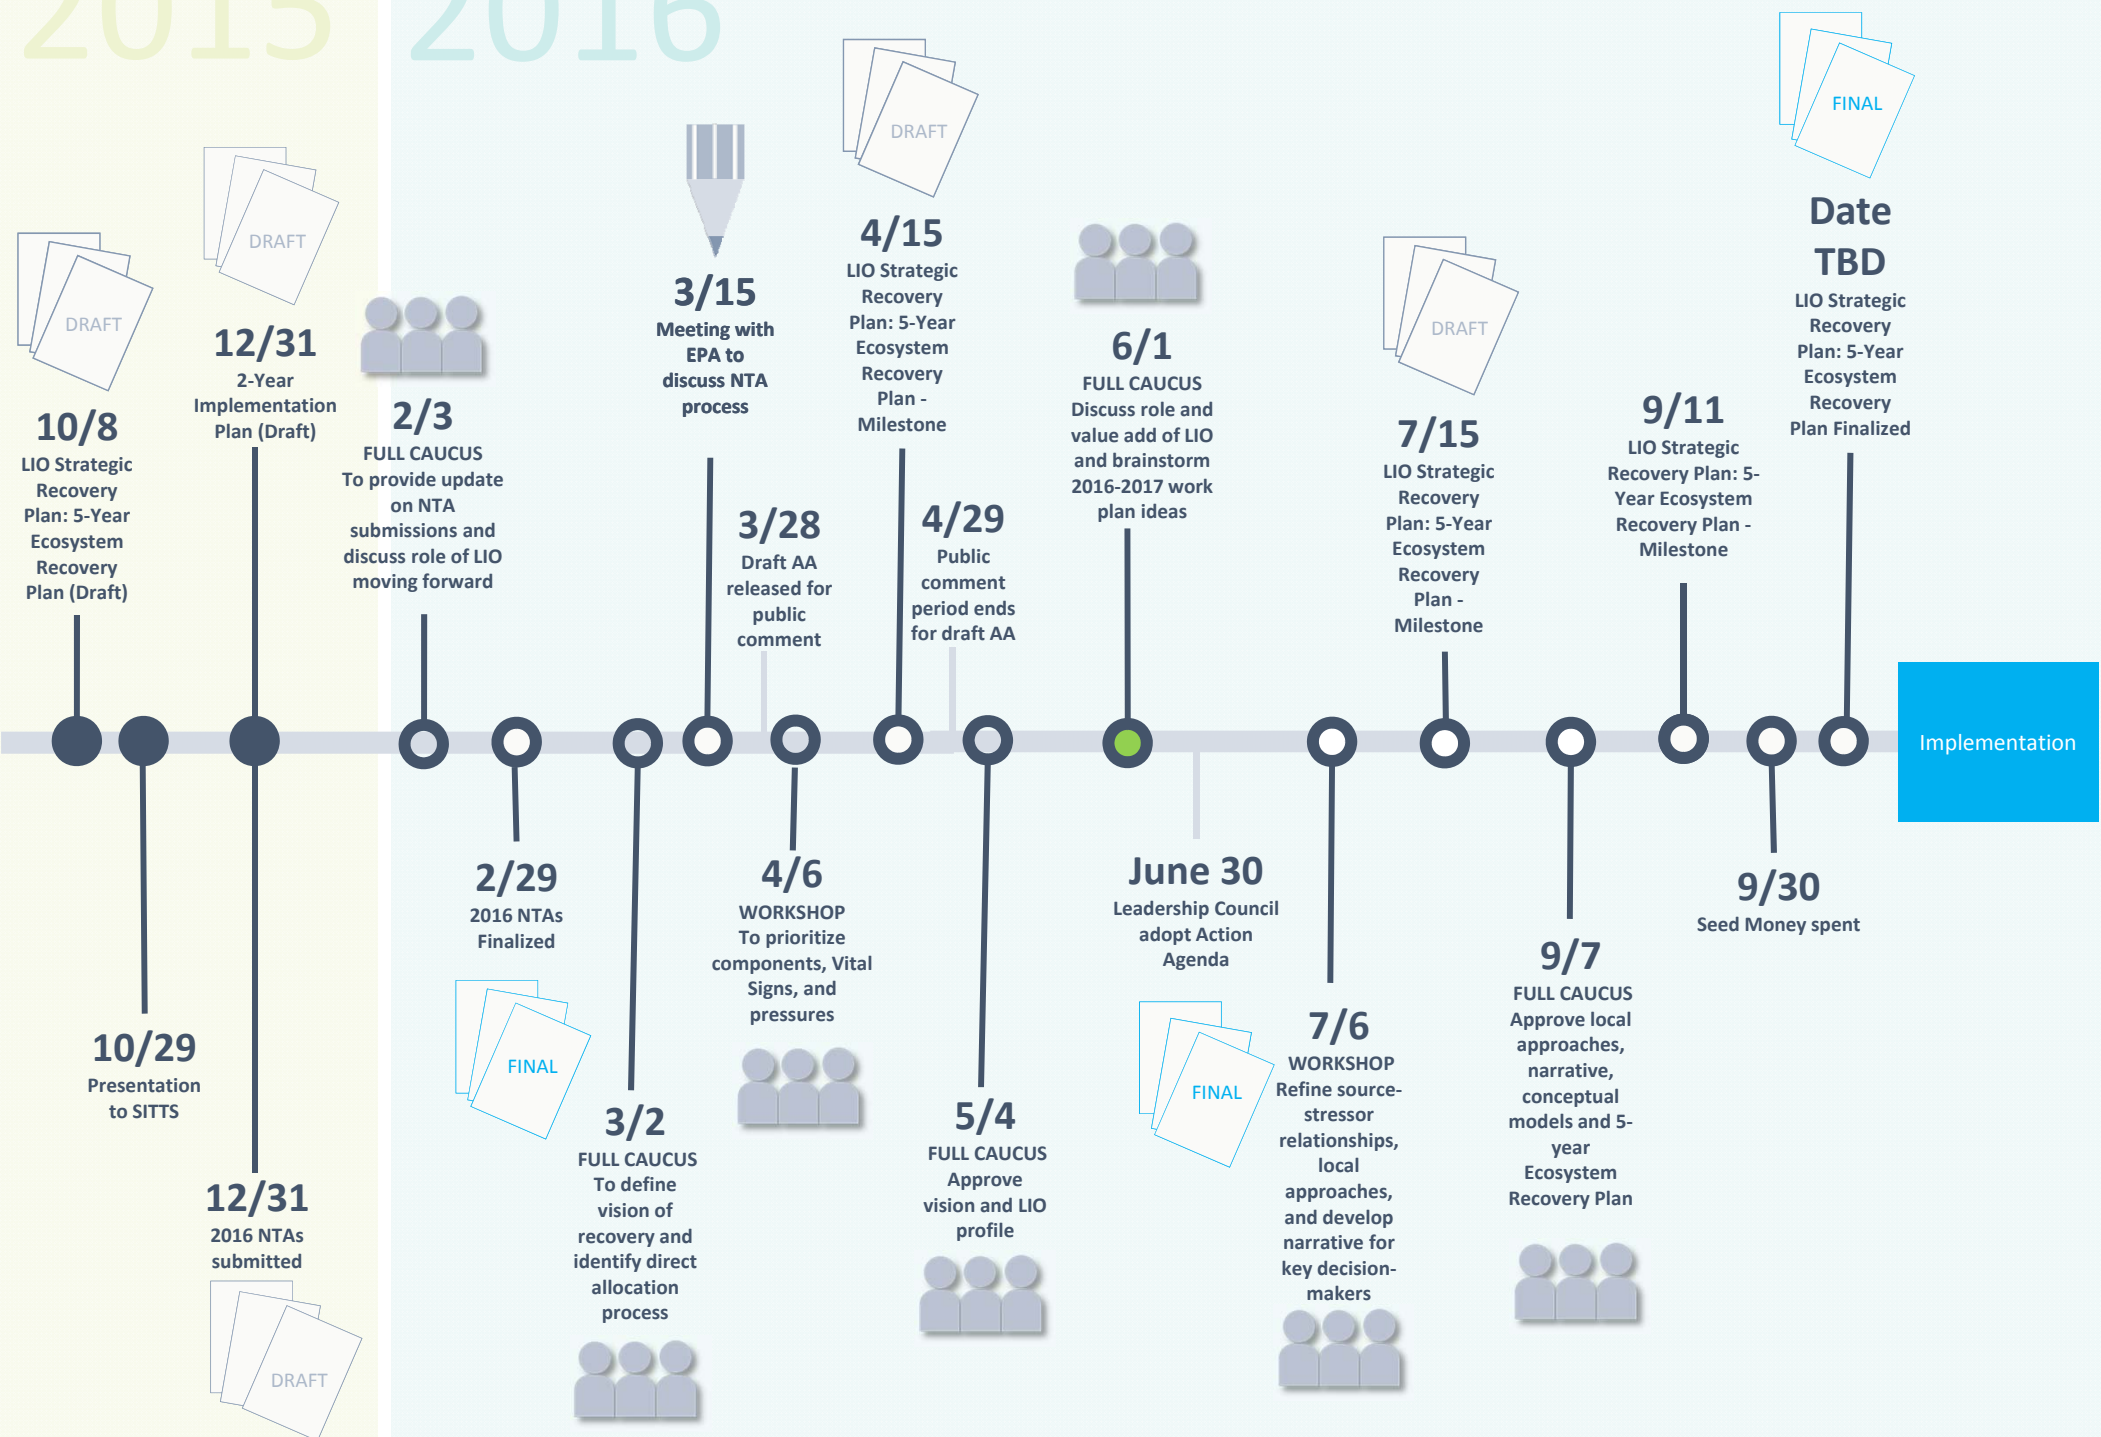 2015
2016
DRAFT
10/8
LIO Strategic
Recovery
Plan: 5-Year
Ecosystem
Recovery
Plan (Draft)
DRAFT
12/31
2-Year
Implementation
Plan (Draft)
2/3
FULL CAUCUS
To provide update
on NTA
submissions and
discuss role of LIO
moving forward
3/15
Meeting with
EPA to
discuss NTA
process
3/28
Draft AA
released for
public
comment
DRAFT
4/15
LIO Strategic
Recovery
Plan: 5-Year
Ecosystem
Recovery
Plan -
Milestone
4/29
Public
comment
period ends
for draft AA
6/1
FULL CAUCUS
Discuss role and
value add of LIO
and brainstorm
2016-2017 work
plan ideas
DRAFT
7/15
LIO Strategic
Recovery
Plan: 5-Year
Ecosystem
Recovery
Plan -
Milestone
9/11
LIO Strategic
Recovery Plan: 5-
Year Ecosystem
Recovery Plan -
Milestone
FINAL
Date
TBD
LIO Strategic
Recovery
Plan: 5-Year
Ecosystem
Recovery
Plan Finalized
Implementation
10/29
Presentation
to SITTS
12/31
2016 NTAs
submitted
DRAFT
2/29
2016 NTAs
Finalized
FINAL
3/2
FULL CAUCUS
To define
vision of
recovery and
identify direct
allocation
process
4/6
WORKSHOP
To prioritize
components, Vital
Signs, and
pressures
5/4
FULL CAUCUS
Approve
vision and LIO
profile
June 30
Leadership Council
adopt Action
Agenda
FINAL
7/6
WORKSHOP
Refine source-
stressor
relationships,
local
approaches,
and develop
narrative for
key decision-
makers
9/7
FULL CAUCUS
Approve local
approaches,
narrative,
conceptual
models and 5-
year
Ecosystem
Recovery Plan
9/30
Seed Money spent